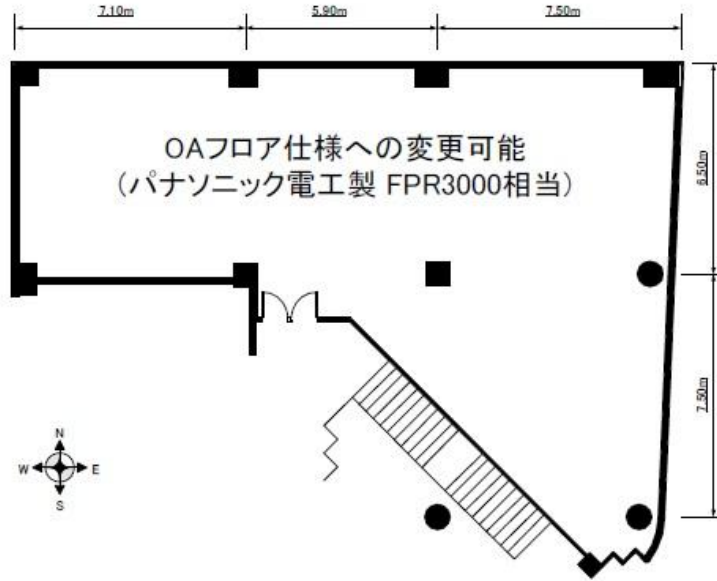 7.10m
5.90m
7.50m
OAフロア仕様への変更可能
(パナソニック電工製 FPR3000相当)
6.50m
7.50m
N
W
E
S